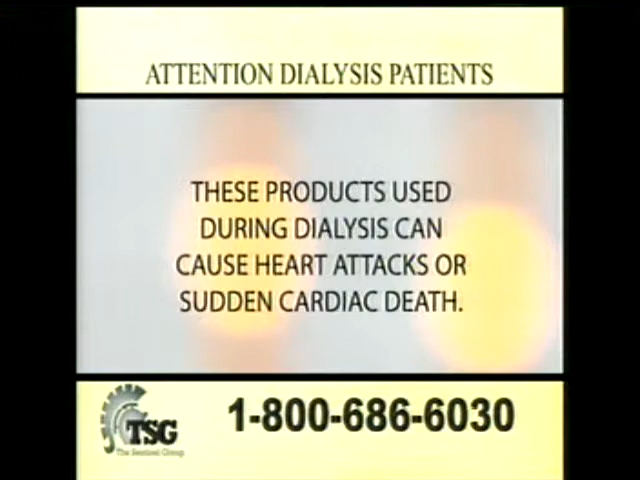 ATTENTION DIALYSIS PATIENTS
THESE PRODUCTS USED
DURING DIALYSIS CAN
CAUSE HEART ATTACKS OR
SUDDEN CARDIAC DEATH.
1-800-686-6030
TSG
The Sentinel Group